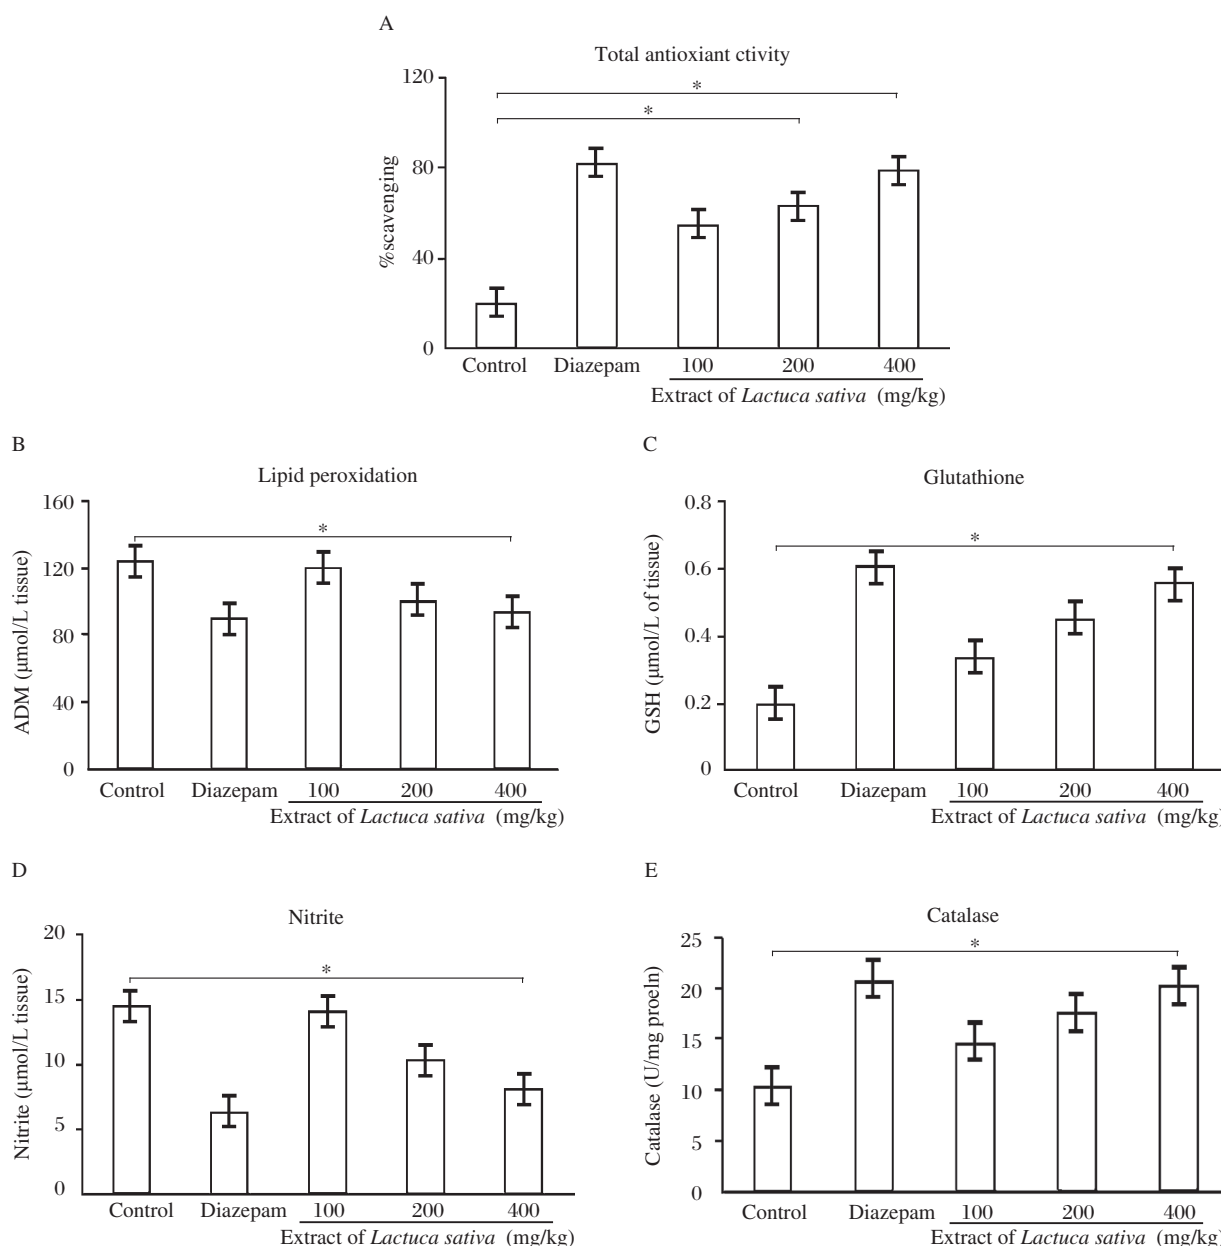 A
Total antioxiant ctivity
120
80
40
0
%scavenging
*
*
Control Diazepam 100 200 400
Extract of Lactuca sativa (mg/kg)
B
Lipid peroxidation
160
120
80
40
0
ADM (μmol/L tissue)
*
Control Diazepam 100 200 400
Extract of Lactuca sativa (mg/kg)
C
Glutathione
0.8
0.6
0.4
0.2
0
GSH (μmol/L of tissue)
*
Control Diazepam 100 200 400
Extract of Lactuca sativa (mg/kg)
D
Nitrite
20
15
10
5
0
Nitrite (μmol/L tissue)
*
Control Diazepam 100 200 400
Extract of Lactuca sativa (mg/kg)
E
Catalase
25
20
15
10
5
0
Catalase (U/mg proeln)
*
Control Diazepam 100 200 400
Extract of Lactuca sativa (mg/kg)